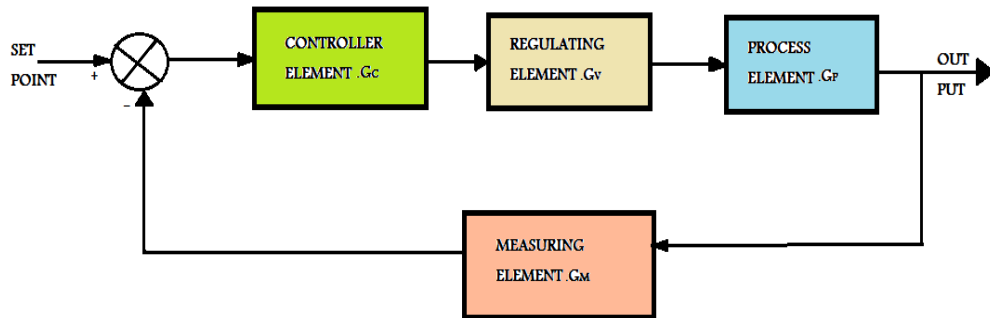 SET
POINT
+
-
CONTROLLER
ELEMENT .GC
REGULATING
ELEMENT .GV
PROCESS
ELEMENT .GP
OUT
PUT
MEASURING
ELEMENT .GM